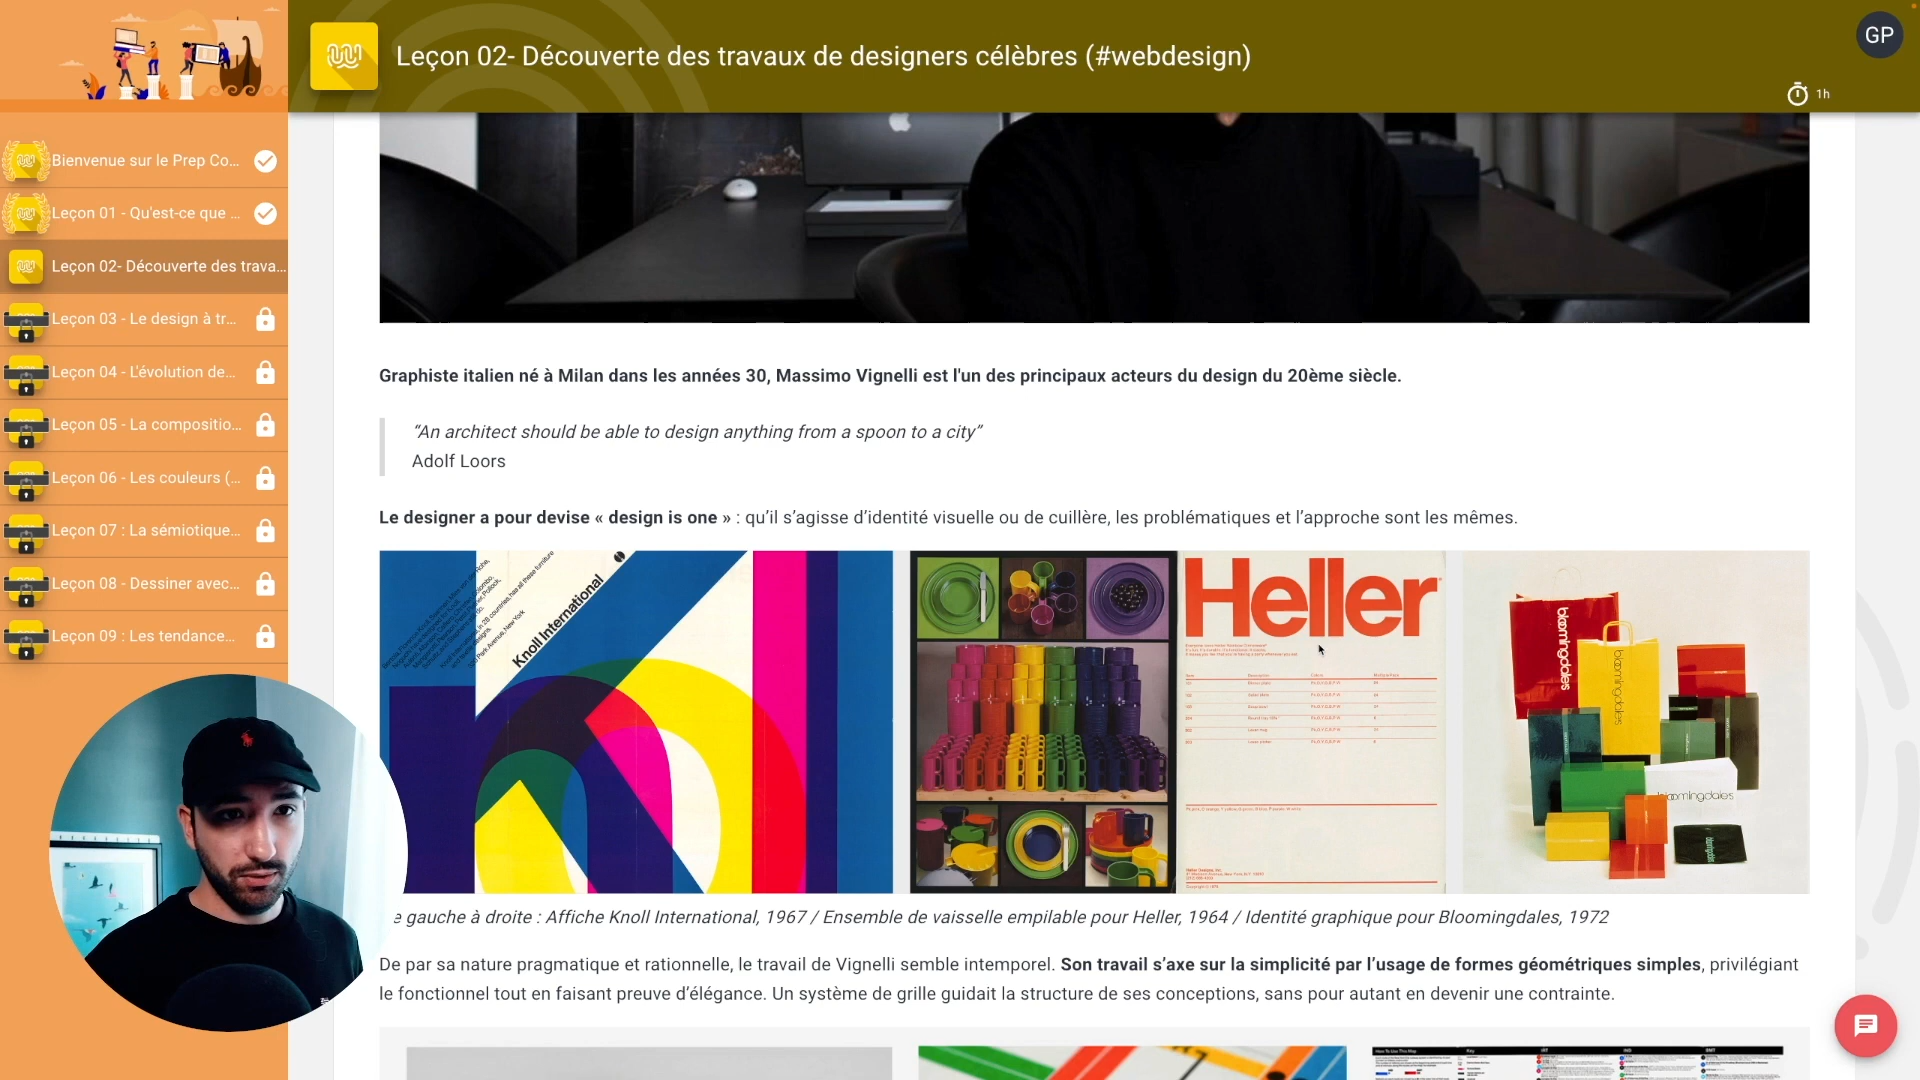 Leçon 02- Découverte des travaux de designers célèbres (#webdesign)
GP
1h
Bienvenue sur le Prep Co...
Leçon 01 - Qu'est-ce que ...
Leçon 02- Découverte des trava...
Leçon 03 - Le design à tr...
Leçon 04 - L'évolution de...
Leçon 05 - La compositio...
Leçon 06 - Les couleurs (...
Leçon 07 : La sémiotique...
Leçon 08 - Dessiner avec...
Leçon 09 : Les tendance...
Graphiste italien né à Milan dans les années 30, Massimo Vignelli est l'un des principaux acteurs du design du 20ème siècle.
“An architect should be able to design anything from a spoon to a city”
Adolf Loors
Le designer a pour devise « design is one » : qu’il s’agisse d’identité visuelle ou de cuillère, les problématiques et l’approche sont les mêmes.
Knoll International
Heller
bloomingdales
bloomingdales
bloomingdales
e gauche à droite : Affiche Knoll International, 1967 / Ensemble de vaisselle empilable pour Heller, 1964 / Identité graphique pour Bloomingdales, 1972
De par sa nature pragmatique et rationnelle, le travail de Vignelli semble intemporel. Son travail s’axe sur la simplicité par l’usage de formes géométriques simples, privilégiant
le fonctionnel tout en faisant preuve d’élégance. Un système de grille guidait la structure de ses conceptions, sans pour autant en devenir une contrainte.